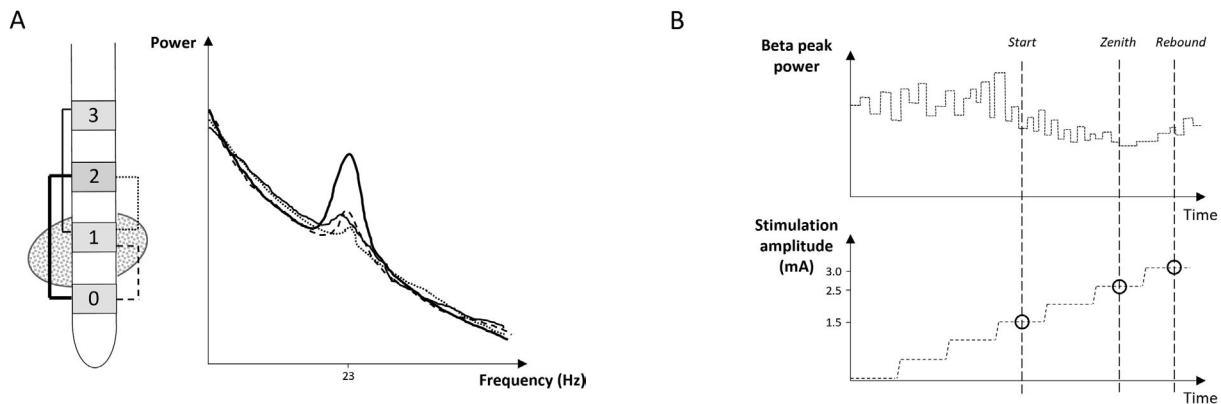 A
Power
3
2
1
0
23
Frequency (Hz)
B
Start
Zenith
Rebound
Beta peak
power
Time
Stimulation
amplitude
(mA)
3.0
2.5
1.5
Time